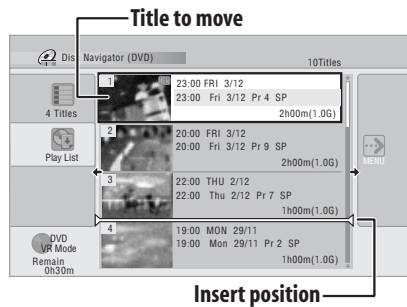 Title to move
Disc Navigator (DVD)
10Titles
4 Titles
Play List
DVD
VR Mode
Remain
0h30m
1
23:00 FRI 3/12
23:00 Fri 3/12 Pr 4 SP
2h00m(1.0G)
2
20:00 FRI 3/12
20:00 Fri 3/12 Pr 9 SP
2h00m(1.0G)
3
22:00 THU 2/12
22:00 Thu 2/12 Pr 7 SP
1h00m(1.0G)
4
19:00 MON 29/11
19:00 Mon 29/11 Pr 2 SP
1h00m(1.0G)
MENU
Insert position